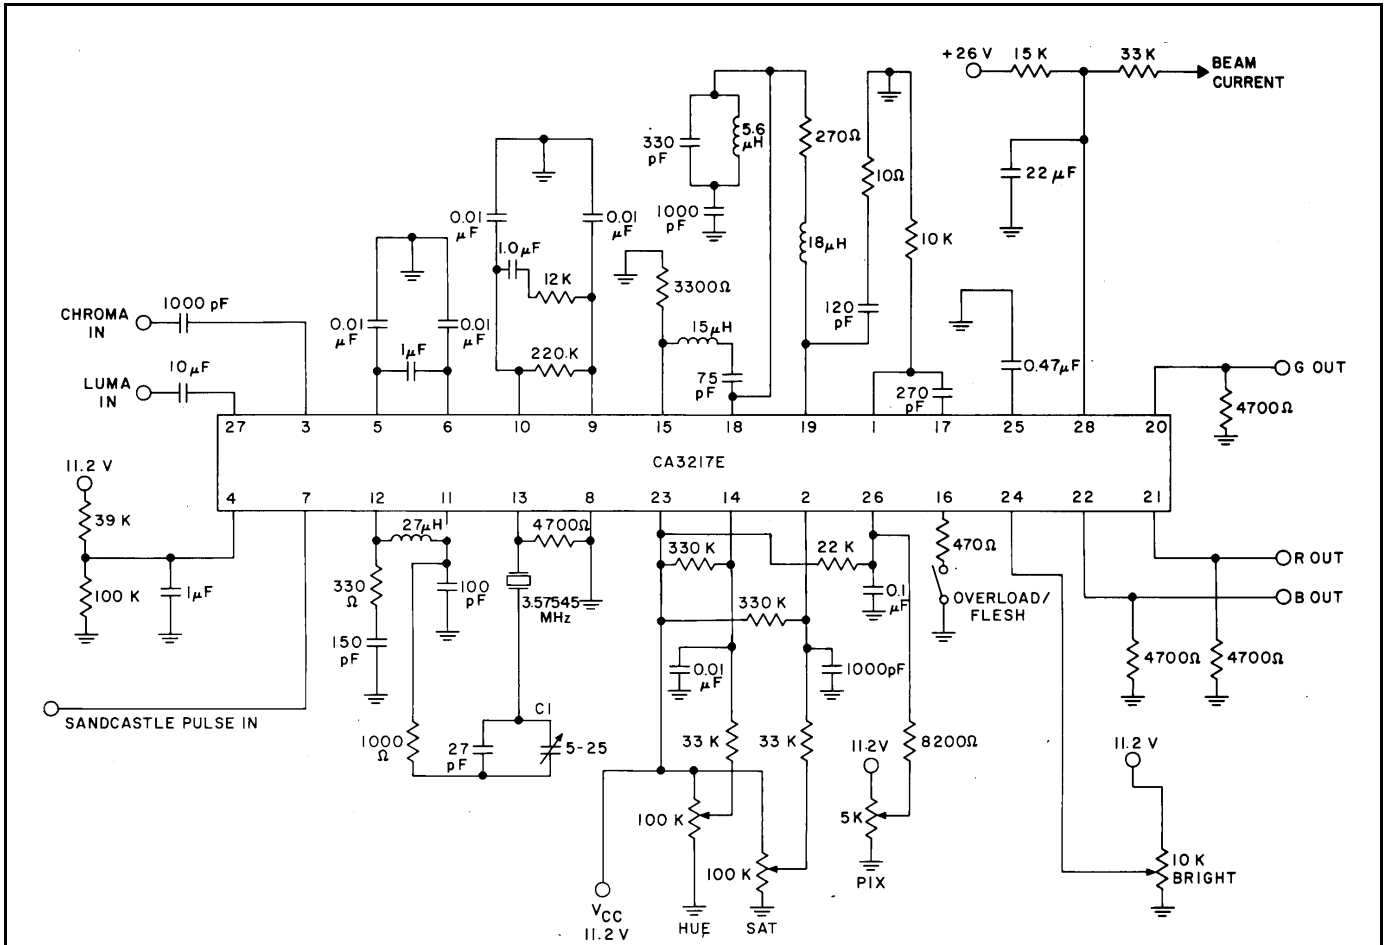 +26 V
15 K
33 K
BEAM
CURRENT
330
pF
5.6
μH
270Ω
10Ω
22 μF
1000
pF
0.01
μF
0.01
μF
1.0 μF
12 K
18μH
10 K
3300Ω
CHROMA
IN
1000 pF
0.01
μF
0.01
μF
1μF
220 K
15μH
75
pF
120
pF
270
pF
0.47μF
LUMA
IN
10 μF
G OUT
4700Ω
27 3 5 6 10 9 15 18 19 1 17 25 28 20
CA3217E
4 7 12 11 13 8 23 14 2 26 16 24 22 21
11.2 V
39 K
100 K
1μF
27μH
330
Ω
100
pF
150
pF
4700Ω
3.57545
MHz
330 K
22 K
330 K
0.1
μF
470Ω
OVERLOAD/
FLESH
R OUT
B OUT
4700Ω
4700Ω
0.01
μF
1000pF
SANDCASTLE PULSE IN
1000
Ω
27
pF
C1
5-25
33 K
33 K
11.2V
8200Ω
11.2 V
100 K
5K
100 K
PIX
10 K
BRIGHT
VCC
11.2 V
HUE
SAT